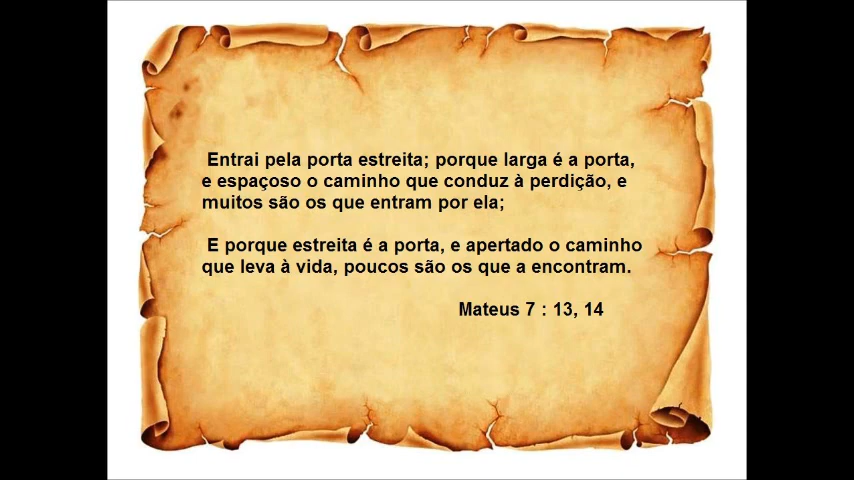 Entrai pela porta estreita; porque larga é a porta,
e espaçoso o caminho que conduz à perdição, e
muitos são os que entram por ela;
E porque estreita é a porta, e apertado o caminho
que leva à vida, poucos são os que a encontram.
Mateus 7 : 13, 14